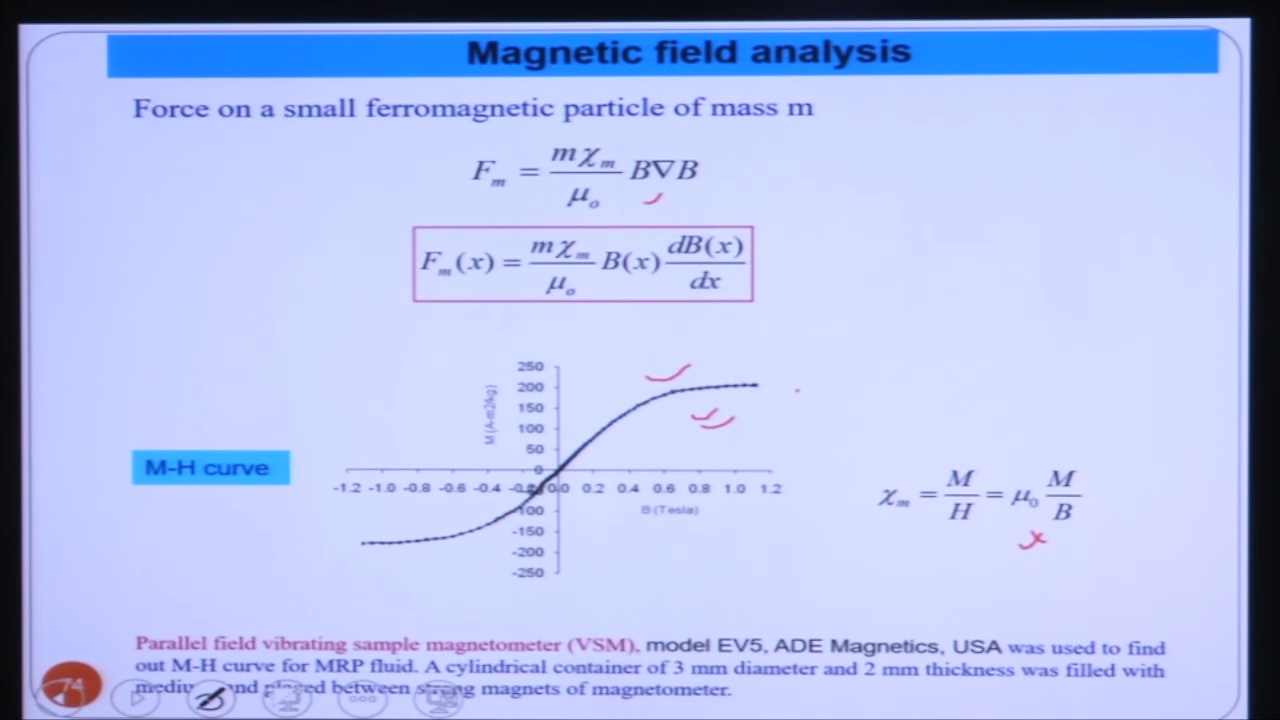 Magnetic field analysis
Force on a small ferromagnetic particle of mass m
F_m = mχ_m / μ_o B∇B
F_m(x) = mχ_m / μ_o B(x) dB(x) / dx
250
200
150
100
50
0
100
-150
-200
-250
M (A-m2/kg)
-1.2 -1.0 -0.8 -0.6 -0.4 0.0 0.2 0.4 0.6 0.8 1.0 1.2
B (Tesla)
M-H curve
χ_m = M / H = μ_0 M / B
Parallel field vibrating sample magnetometer (VSM), model EV5, ADE Magnetics, USA was used to find
out M-H curve for MRP fluid. A cylindrical container of 3 mm diameter and 2 mm thickness was filled with
between strong magnets of magnetometer.
74